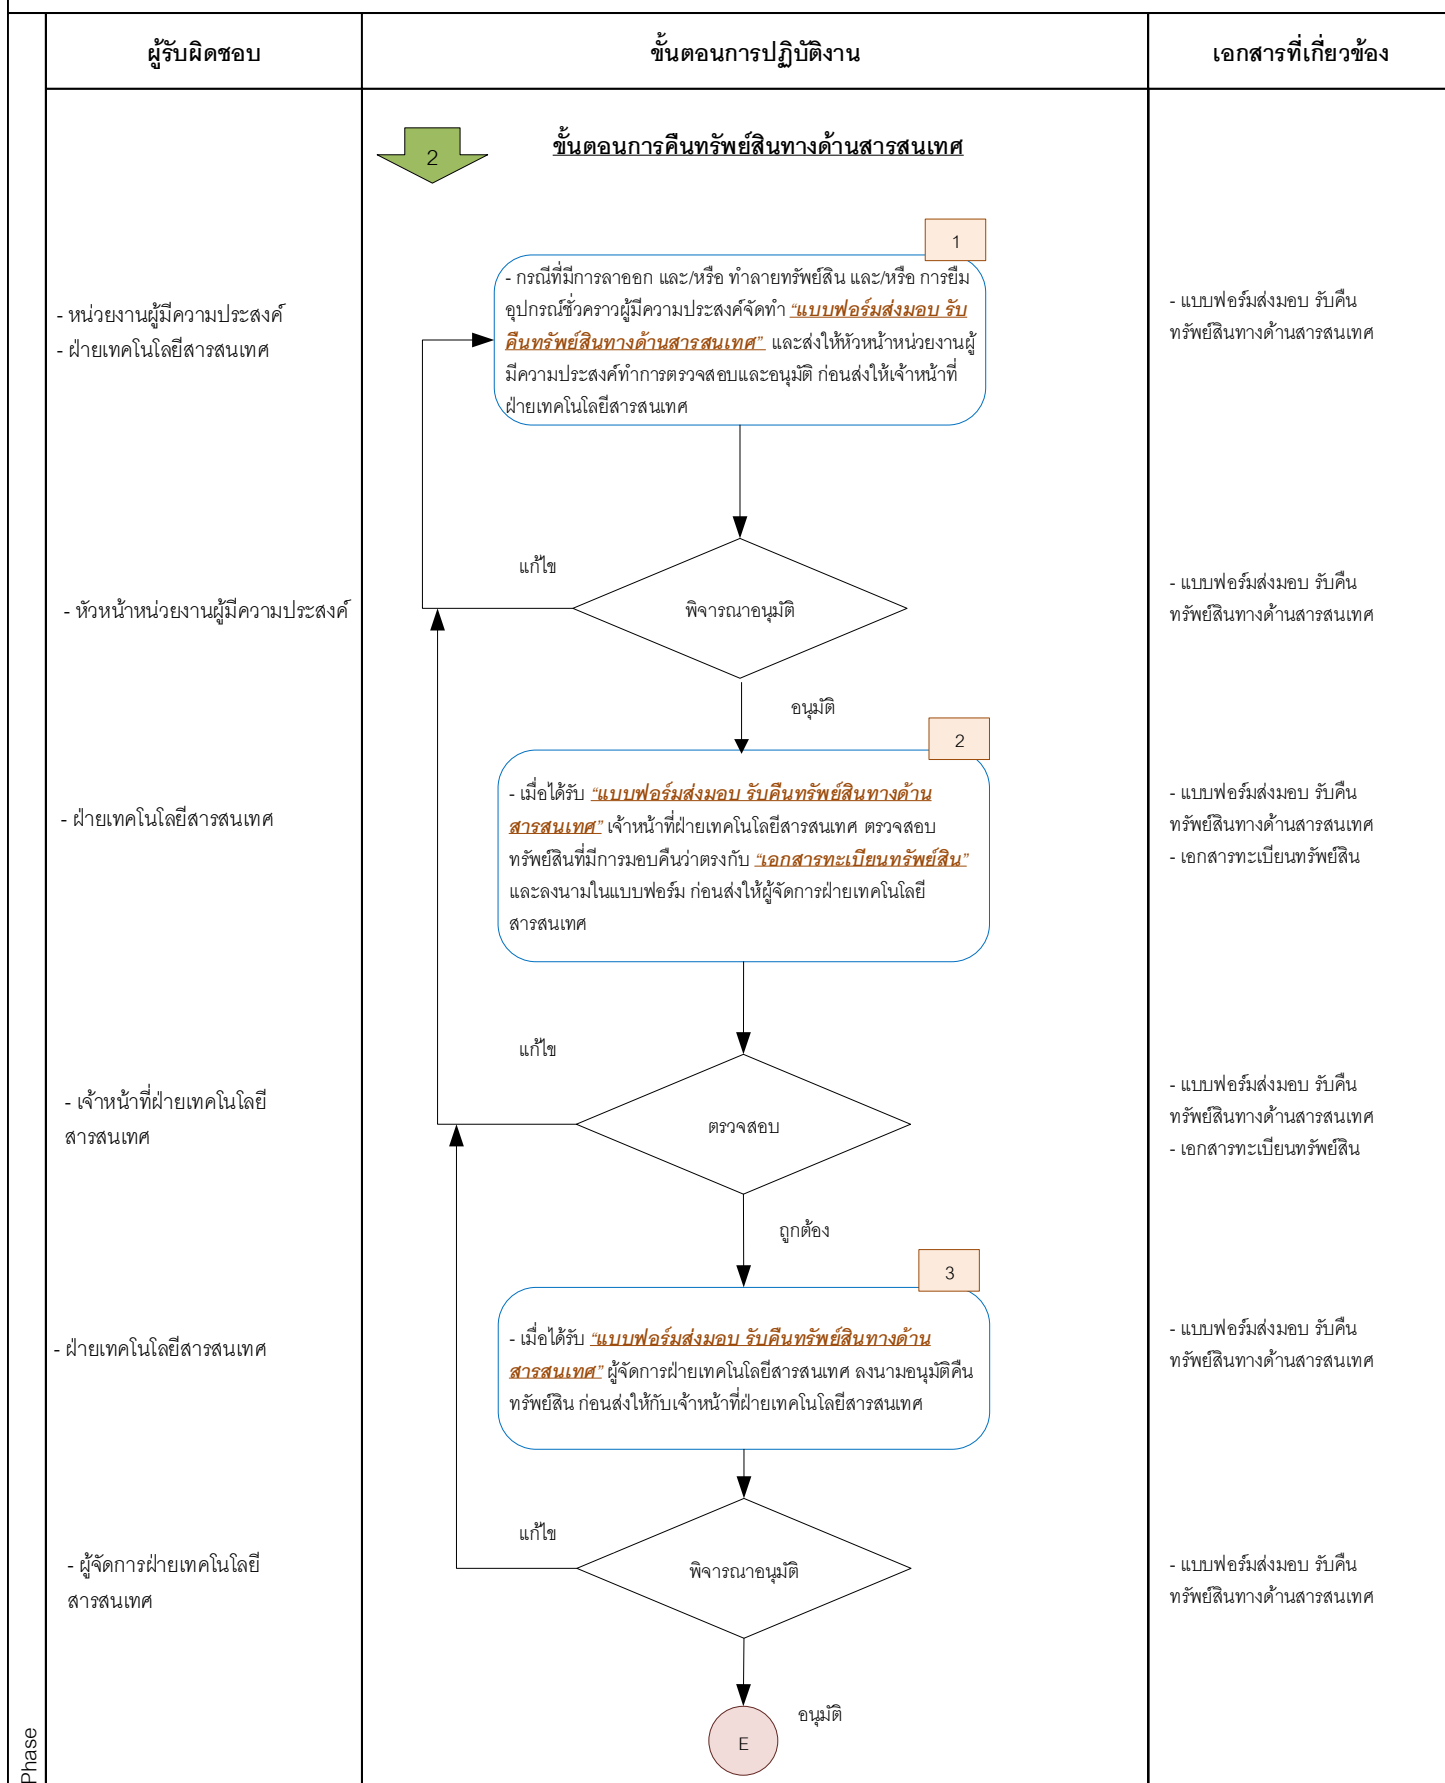 ผู้รับผิดชอบ
ขั้นตอนการปฏิบัติงาน
เอกสารที่เกี่ยวข้อง
2
ขั้นตอนการคืนทรัพย์สินทางด้านสารสนเทศ
- หน่วยงานผู้มีความประสงค์
- ฝ่ายเทคโนโลยีสารสนเทศ
1
- กรณีที่มีการลาออก และ/หรือ ทำลายทรัพย์สิน และ/หรือ การยืม
อุปกรณ์ชั่วคราวผู้มีความประสงค์จัดทำ “แบบฟอร์มส่งมอบ รับ
คืนทรัพย์สินทางด้านสารสนเทศ” และส่งให้หัวหน้าหน่วยงานผู้
มีความประสงค์ทำการตรวจสอบและอนุมัติ ก่อนส่งให้เจ้าหน้าที่
ฝ่ายเทคโนโลยีสารสนเทศ
- แบบฟอร์มส่งมอบ รับคืน
ทรัพย์สินทางด้านสารสนเทศ
- หัวหน้าหน่วยงานผู้มีความประสงค์
แก้ไข
พิจารณาอนุมัติ
- แบบฟอร์มส่งมอบ รับคืน
ทรัพย์สินทางด้านสารสนเทศ
อนุมัติ
- ฝ่ายเทคโนโลยีสารสนเทศ
2
- เมื่อได้รับ “แบบฟอร์มส่งมอบ รับคืนทรัพย์สินทางด้าน
สารสนเทศ” เจ้าหน้าที่ฝ่ายเทคโนโลยีสารสนเทศ ตรวจสอบ
ทรัพย์สินที่มีการมอบคืนว่าตรงกับ “เอกสารทะเบียนทรัพย์สิน”
และลงนามในแบบฟอร์ม ก่อนส่งให้ผู้จัดการฝ่ายเทคโนโลยี
สารสนเทศ
- แบบฟอร์มส่งมอบ รับคืน
ทรัพย์สินทางด้านสารสนเทศ
- เอกสารทะเบียนทรัพย์สิน
- เจ้าหน้าที่ฝ่ายเทคโนโลยี
สารสนเทศ
แก้ไข
ตรวจสอบ
- แบบฟอร์มส่งมอบ รับคืน
ทรัพย์สินทางด้านสารสนเทศ
- เอกสารทะเบียนทรัพย์สิน
ถูกต้อง
- ฝ่ายเทคโนโลยีสารสนเทศ
3
- เมื่อได้รับ “แบบฟอร์มส่งมอบ รับคืนทรัพย์สินทางด้าน
สารสนเทศ” ผู้จัดการฝ่ายเทคโนโลยีสารสนเทศ ลงนามอนุมัติคืน
ทรัพย์สิน ก่อนส่งให้กับเจ้าหน้าที่ฝ่ายเทคโนโลยีสารสนเทศ
- แบบฟอร์มส่งมอบ รับคืน
ทรัพย์สินทางด้านสารสนเทศ
- ผู้จัดการฝ่ายเทคโนโลยี
สารสนเทศ
แก้ไข
พิจารณาอนุมัติ
- แบบฟอร์มส่งมอบ รับคืน
ทรัพย์สินทางด้านสารสนเทศ
อนุมัติ
E
Phase